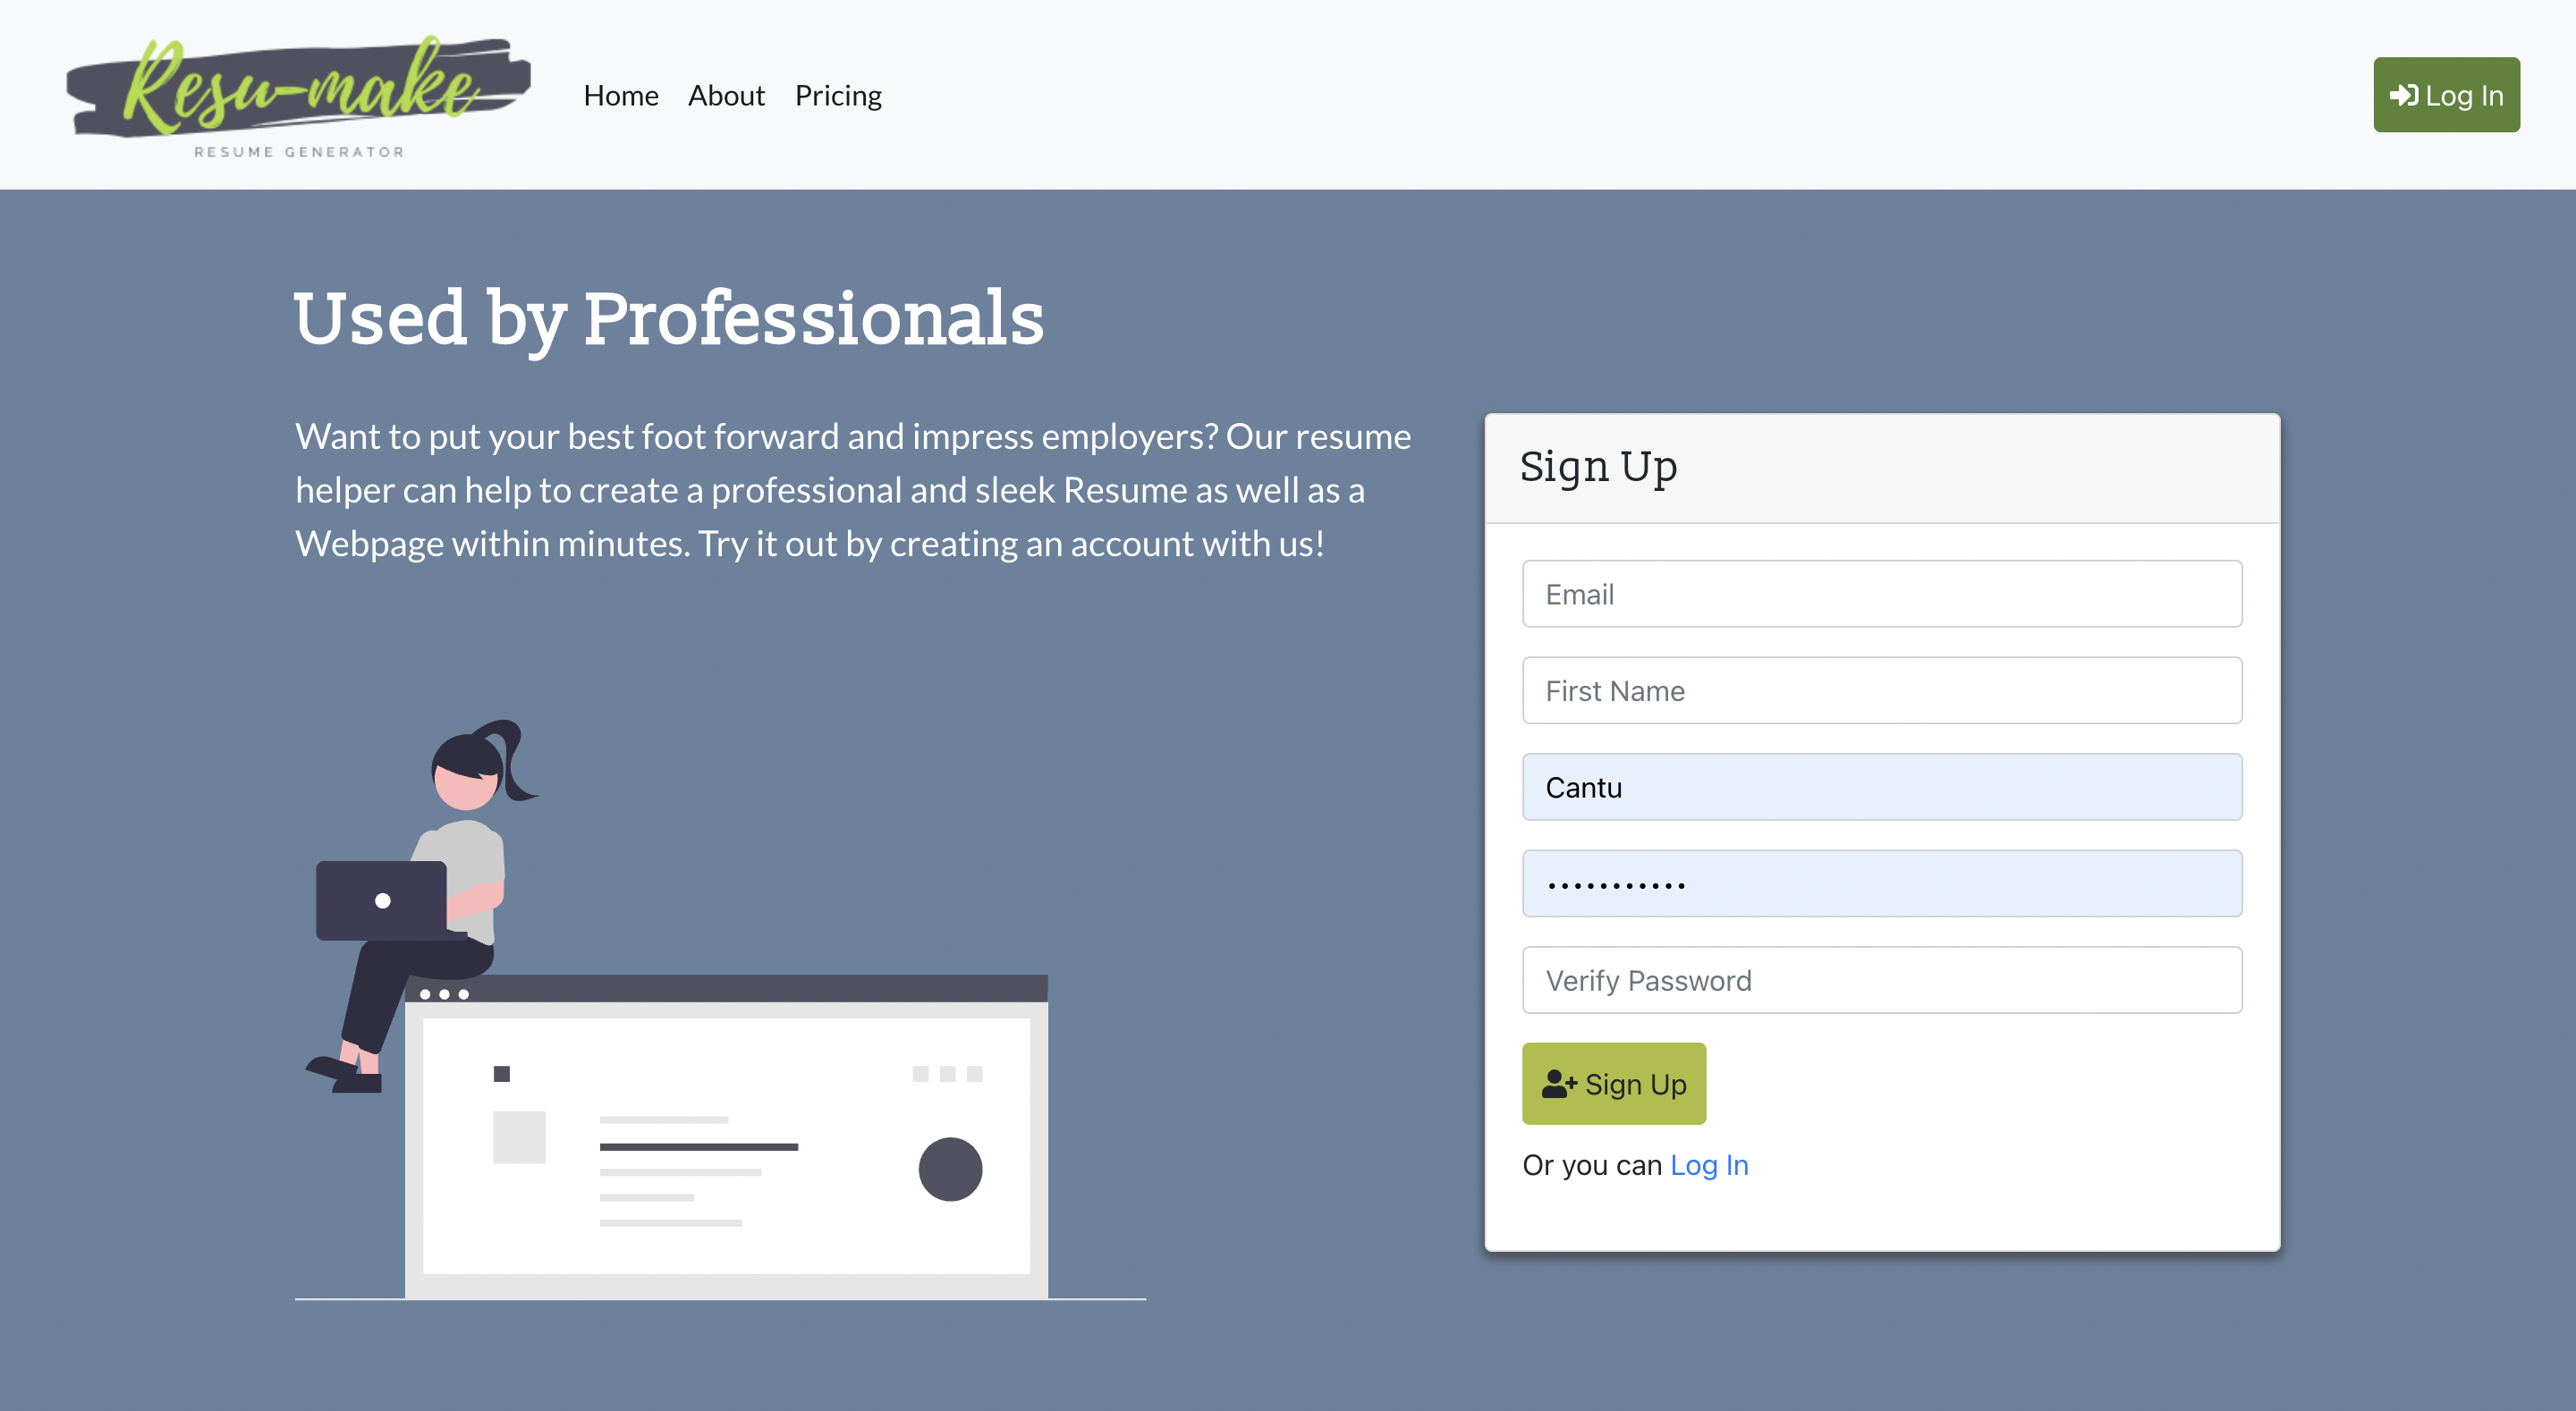 Resu-make
RESUME GENERATOR
Home About Pricing
Log In
Used by Professionals
Want to put your best foot forward and impress employers? Our resume
helper can help to create a professional and sleek Resume as well as a
Webpage within minutes. Try it out by creating an account with us!
Sign Up
Email
First Name
Cantu
•••••••••••
Verify Password
Sign Up
Or you can Log In